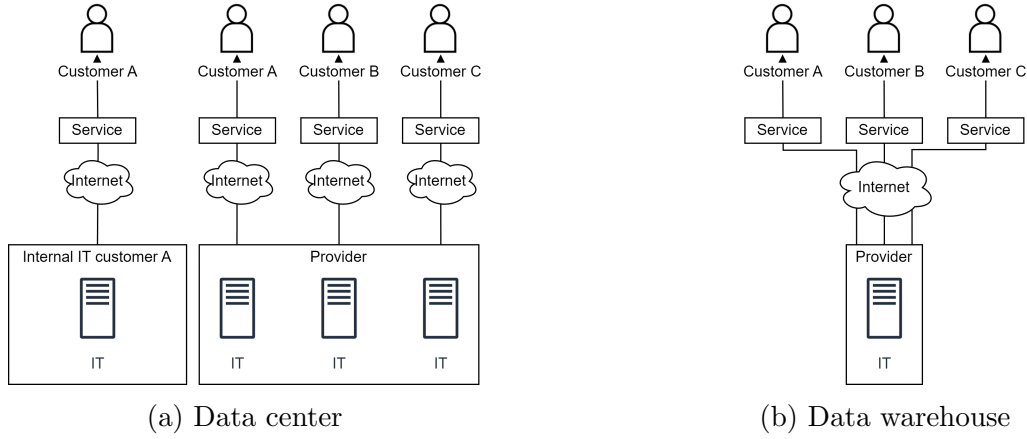 Customer A
Customer A
Customer B
Customer C
Customer A
Customer B
Customer C
Service
Service
Service
Service
Service
Service
Service
Internet
Internet
Internet
Internet
Internet
Internal IT customer A
Provider
Provider
IT
IT
IT
IT
IT
(a) Data center
(b) Data warehouse